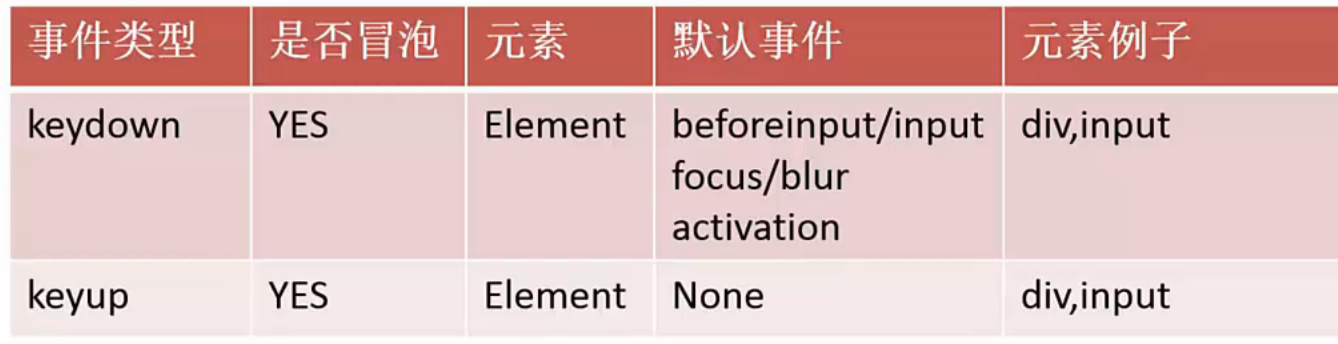 事件类型 是否冒泡 元素 默认事件 元素例子
keydown YES Element beforeinput/input div,input
focus/blur
activation
keyup YES Element None div,input